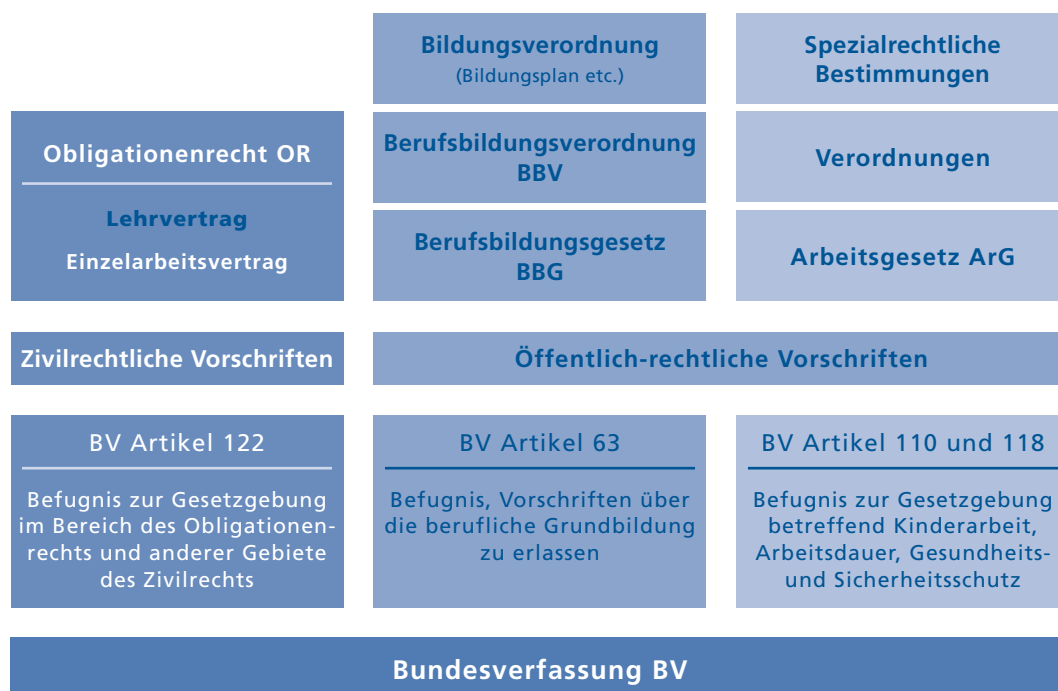 Bildungsverordnung
(Bildungsplan etc.)
Spezialrechtliche
Bestimmungen
Obligationenrecht OR
Lehrvertrag
Einzelarbeitsvertrag
Berufsbildungsverordnung
BBV
Verordnungen
Berufsbildungsgesetz
BBG
Arbeitsgesetz ArG
Zivilrechtliche Vorschriften
Öffentlich-rechtliche Vorschriften
BV Artikel 122
Befugnis zur Gesetzgebung
im Bereich des Obligationen-
rechts und anderer Gebiete
des Zivilrechts
BV Artikel 63
Befugnis, Vorschriften über
die berufliche Grundbildung
zu erlassen
BV Artikel 110 und 118
Befugnis zur Gesetzgebung
betreffend Kinderarbeit,
Arbeitsdauer, Gesundheits-
und Sicherheitsschutz
Bundesverfassung BV